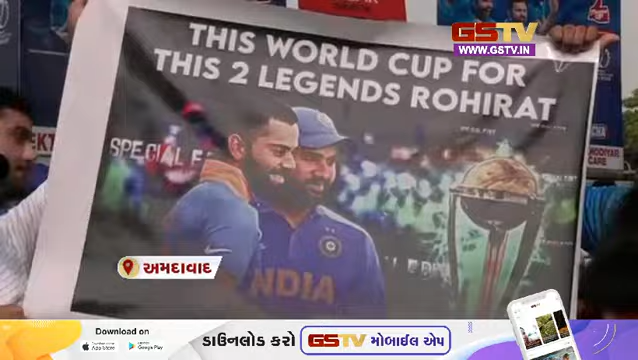 GSTV
WWW.GSTV.IN
THIS WORLD CUP FOR
THIS 2 LEGENDS ROHIRAT
SPECIAL
INDIA
અમદાવાદ
Download on
App Store
Google Play
ડાઉનલોડ કરો GSTV મોબાઈલ એપ